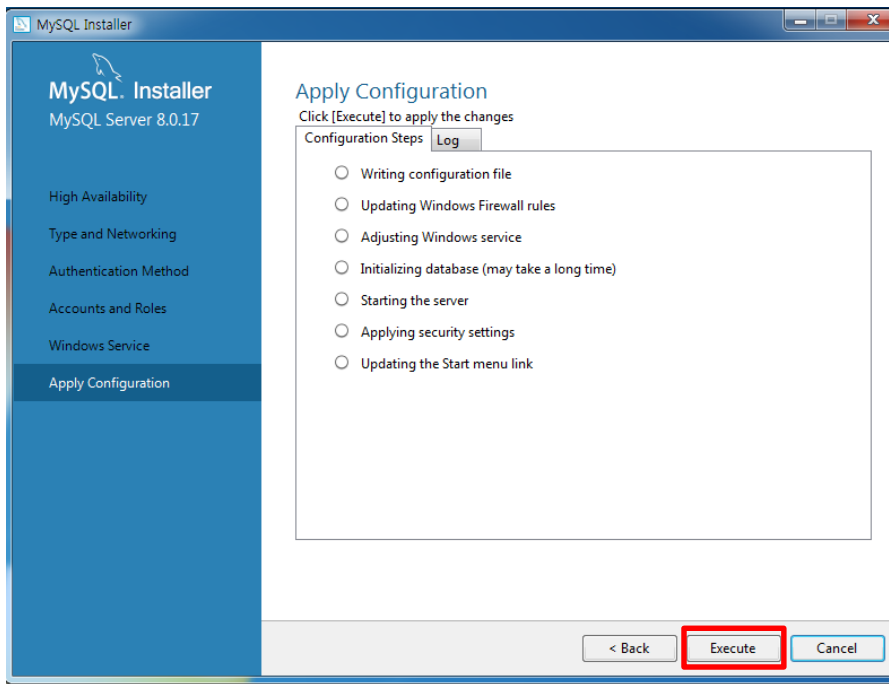 MySQL Installer
MySQL. Installer
MySQL Server 8.0.17
High Availability
Type and Networking
Authentication Method
Accounts and Roles
Windows Service
Apply Configuration
Apply Configuration
Click [Execute] to apply the changes
Configuration Steps Log
Writing configuration file
Updating Windows Firewall rules
Adjusting Windows service
Initializing database (may take a long time)
Starting the server
Applying security settings
Updating the Start menu link
< Back Execute Cancel